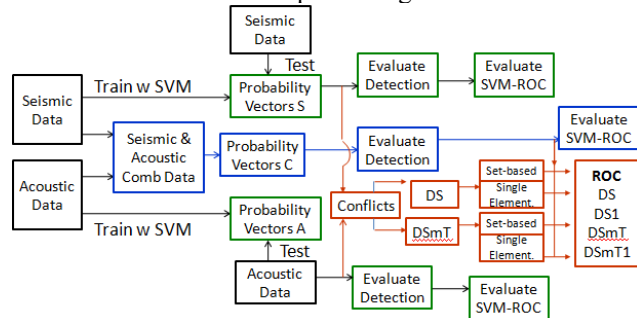 Seismic
Data
Test
Evaluate
Detection
Evaluate
SVM-ROC
Train w SVM
Probability
Vectors S
Seismic
Data
Seismic &
Acoustic
Comb Data
Probability
Vectors C
Evaluate
Detection
Evaluate
SVM-ROC
Acoustic
Data
Conflicts
DS
Set-based
Single
Element.
DSmT
Set-based
Single
Element.
ROC
DS
DS1
DSmT
DSmT1
Train w SVM
Probability
Vectors A
Test
Acoustic
Data
Evaluate
Detection
Evaluate
SVM-ROC